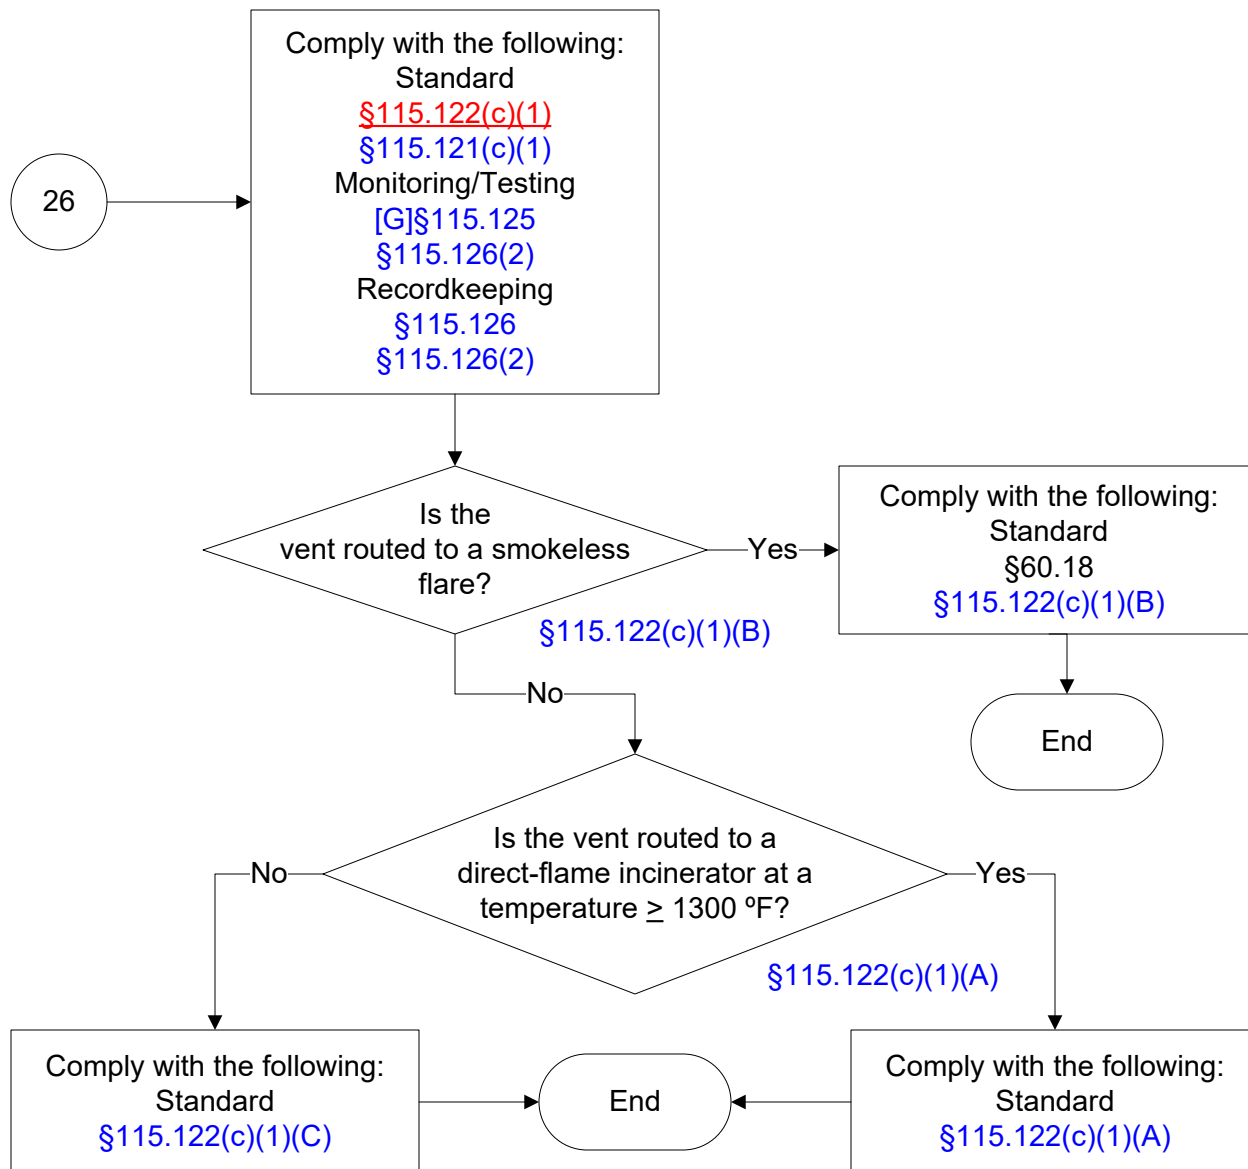 Comply with the following:
Standard
§115.122(c)(1)
§115.121(c)(1)
Monitoring/Testing
[G]§115.125
§115.126(2)
Recordkeeping
§115.126
§115.126(2)
26
Is the
vent routed to a smokeless
flare?
Yes
§115.122(c)(1)(B)
Comply with the following:
Standard
§60.18
§115.122(c)(1)(B)
End
No
Is the vent routed to a
direct-flame incinerator at a
temperature ≥ 1300 ºF?
No
Yes
§115.122(c)(1)(A)
Comply with the following:
Standard
§115.122(c)(1)(C)
End
Comply with the following:
Standard
§115.122(c)(1)(A)